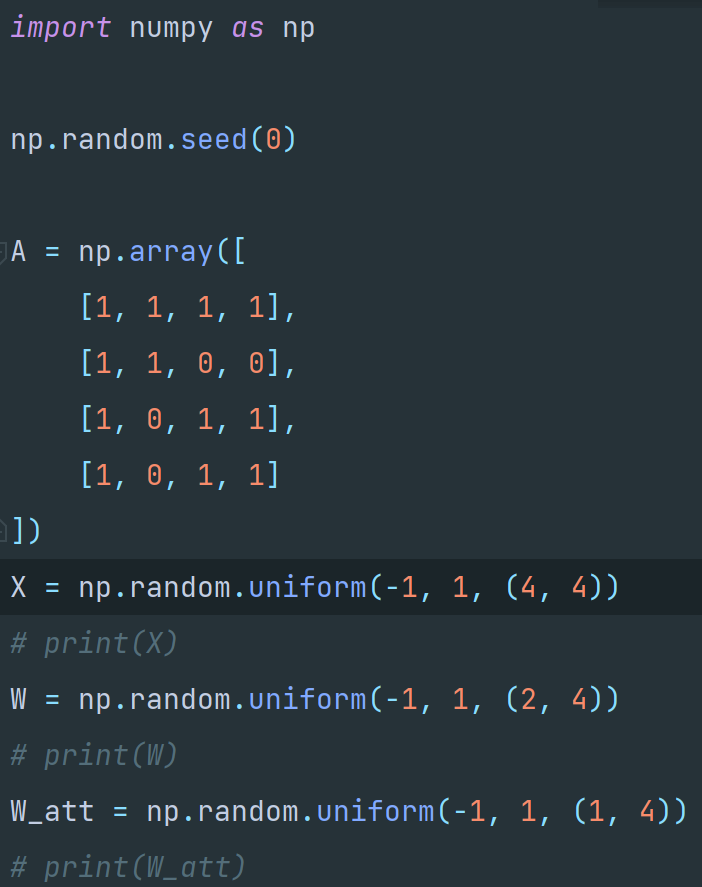 import numpy as np
np.random.seed(0)
A = np.array([
    [1, 1, 1, 1],
    [1, 1, 0, 0],
    [1, 0, 1, 1],
    [1, 0, 1, 1]
])
X = np.random.uniform(-1, 1, (4, 4))
# print(X)
W = np.random.uniform(-1, 1, (2, 4))
# print(W)
W_att = np.random.uniform(-1, 1, (1, 4))
# print(W_att)